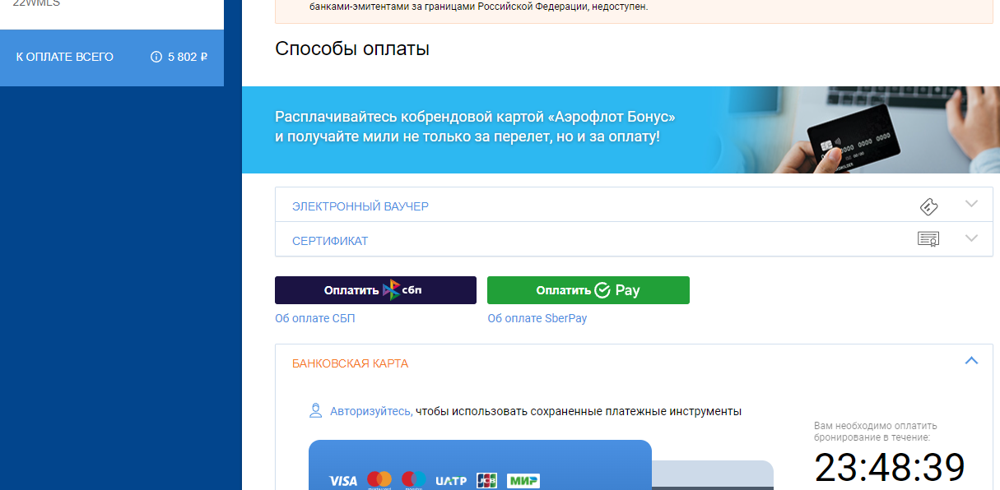 22WMLS
банками-эмитентами за границами Российской Федерации, недоступен.
К ОПЛАТЕ ВСЕГО
5 802 ₽
Способы оплаты
Расплачивайтесь кобрендовой картой «Аэрофлот Бонус»
и получайте мили не только за перелет, но и за оплату!
ЭЛЕКТРОННЫЙ ВАУЧЕР
СЕРТИФИКАТ
Оплатить сбп
Оплатить Pay
Об оплате СБП
Об оплате SberPay
БАНКОВСКАЯ КАРТА
Авторизуйтесь, чтобы использовать сохраненные платежные инструменты
Вам необходимо оплатить
бронирование в течение:
23:48:39
VISA mastercard maestro UATP JCB МИР